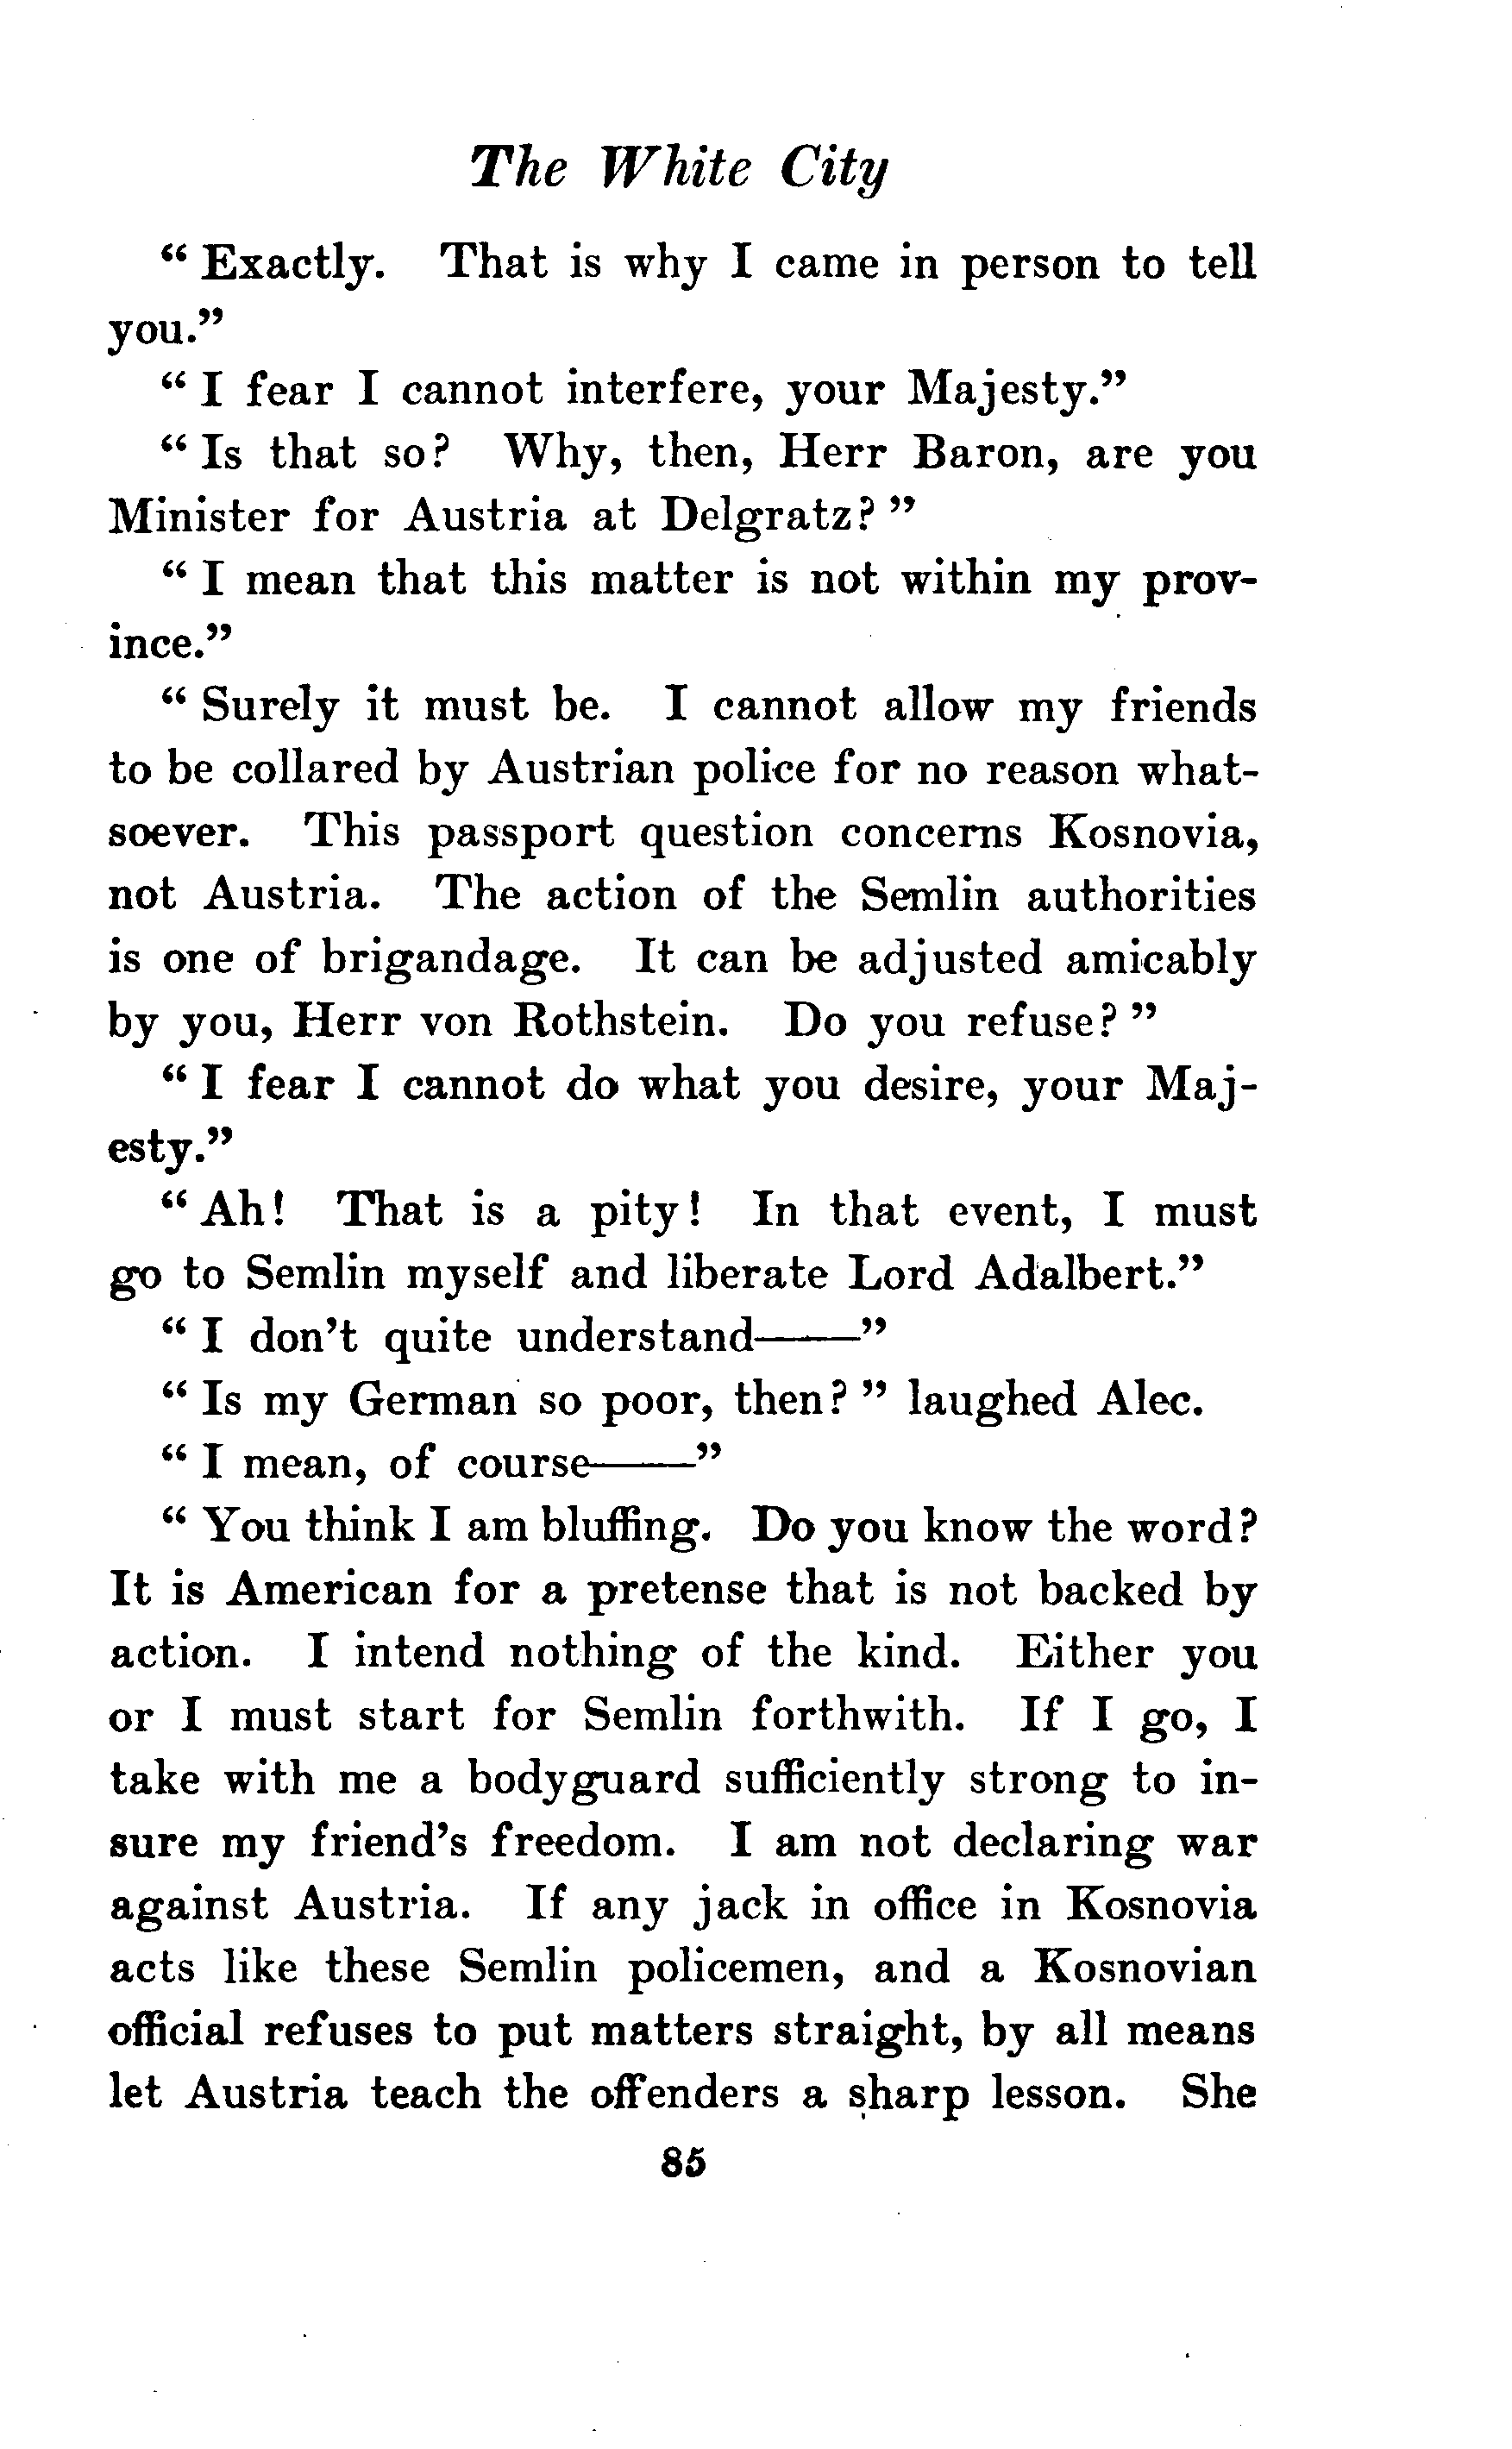 The White City
“ Exactly. That is why I came in person to tell
you.”
“ I fear I cannot interfere, your Majesty.”
“ Is that so? Why, then, Herr Baron, are you
Minister for Austria at Delgratz? ”
“ I mean that this matter is not within my prov-
ince.”
“ Surely it must be. I cannot allow my friends
to be collared by Austrian police for no reason what-
soever. This passport question concerns Kosnovia,
not Austria. The action of the Semlin authorities
is one of brigandage. It can be adjusted amicably
by you, Herr von Rothstein. Do you refuse? ”
“ I fear I cannot do what you desire, your Maj-
esty.”
“ Ah! That is a pity! In that event, I must
go to Semlin myself and liberate Lord Adalbert.”
“ I don’t quite understand——”
“ Is my German so poor, then? ” laughed Alec.
“ I mean, of course——”
“ You think I am bluffing. Do you know the word?
It is American for a pretense that is not backed by
action. I intend nothing of the kind. Either you
or I must start for Semlin forthwith. If I go, I
take with me a bodyguard sufficiently strong to in-
sure my friend’s freedom. I am not declaring war
against Austria. If any jack in office in Kosnovia
acts like these Semlin policemen, and a Kosnovian
official refuses to put matters straight, by all means
let Austria teach the offenders a sharp lesson. She
85